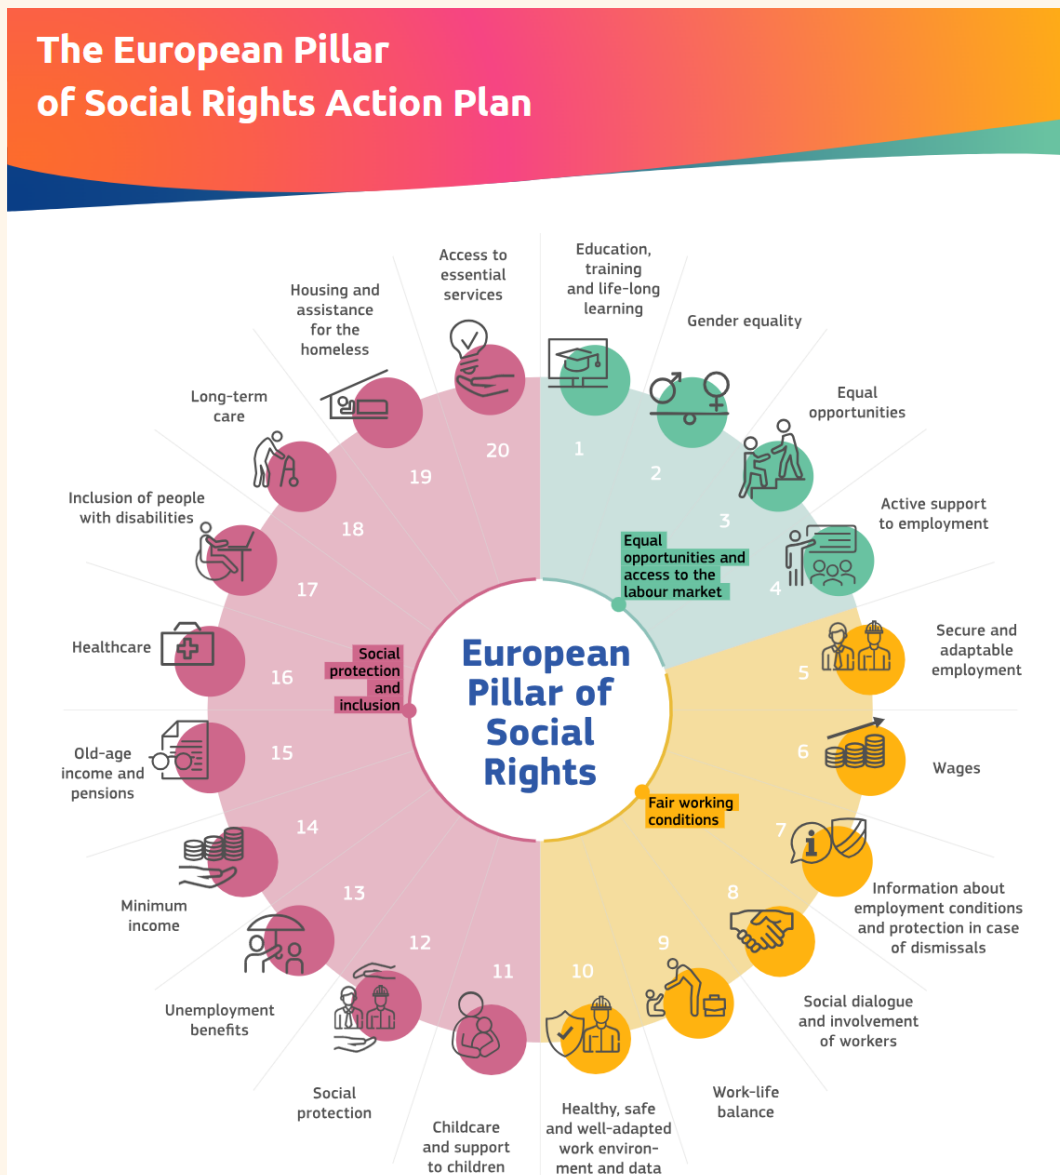 The European Pillar
of Social Rights Action Plan
Education,
training
and life-long
learning
Gender equality
Equal
opportunities
Active support
to employment
Secure and
adaptable
employment
Wages
Information about
employment conditions
and protection in case
of dismissals
Social dialogue
and involvement
of workers
Work-life
balance
Healthy, safe
and well-adapted
work environ-
ment and data
Childcare
and support
to children
Social
protection
Unemployment
benefits
Minimum
income
Old-age
income and
pensions
Healthcare
Inclusion of people
with disabilities
Long-term
care
Housing and
assistance
for the
homeless
Access to
essential
services
1
2
3
4
5
6
7
8
9
10
11
12
13
14
15
16
17
18
19
20
Equal
opportunities and
access to the
labour market
Fair working
conditions
Social
protection
and
inclusion
European
Pillar of
Social
Rights
i